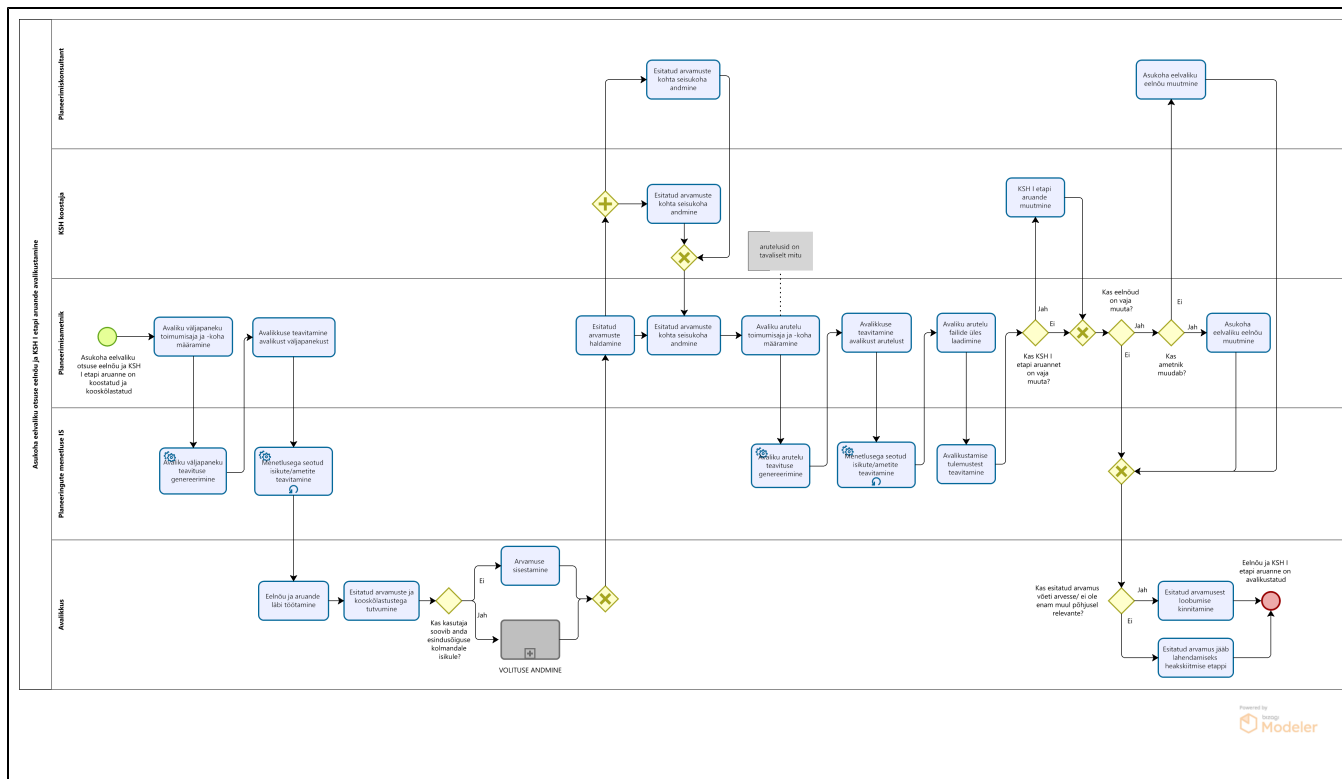 Asukoha eelvaliku otsuse eelnõu ja KSH I etapi aruande avalikustamine
Planeerimiskonsultant
Esitatud arvamuste
kohta seisukoha
andmine
Asukoha eelvaliku
eelnõu muutmine
KSH koostaja
Esitatud arvamuste
kohta seisukoha
andmine
KSH I etapi
aruande
muutmine
arutelusid on
tavaliselt mitu
Planeerimisametnik
Asukoha eelvaliku
otsuse eelnõu ja KSH
I etapi aruanne on
koostatud ja
kooskõlastatud
Avaliku väljapaneku
toimumisaja ja -koha
määramine
Avalikkuse teavitamine
avalikust väljapanekust
Esitatud
arvamuste
haldamine
Esitatud arvamuste
kohta seisukoha
andmine
Avaliku arutelu
toimumisaja ja -koha
määramine
Avalikkuse
teavitamine
avalikust arutelust
Avaliku arutelu
failide üles
laadimine
Jah
Ei
Kas KSH I
etapi aruannet
on vaja
muuta?
Kas eelnõud
on vaja
muuta?
Jah
Ei
Ei
Jah
Kas
ametnik
muudab?
Asukoha
eelvaliku eelnõu
muutmine
Planeeringute menetluse IS
Avaliku väljapaneku
teavituse
genereerimine
Menetlusega seotud
isikute/ametite
teavitamine
Avaliku arutelu
teavituse
genereerimine
Menetlusega seotud
isikute/ametite
teavitamine
Avalikustamise
tulemustest
teavitamine
Avalikkus
Eelnõu ja aruande
läbi töötamine
Esitatud arvamuste ja
kooskõlastustega
tutvumine
Ei
Jah
Kas kasutaja
soovib anda
esindusõiguse
kolmandale
isikule?
Arvamuse
sisestamine
VOLITUSE ANDMINE
Kas esitatud arvamus
võeti arvesse/ ei ole
enam muul põhjusel
relevante?
Jah
Ei
Esitatud arvamusest
loobumise
kinnitamine
Esitatud arvamus jääb
lahendamiseks
heakskiitmise etappi
Eelnõu ja KSH I
etapi aruanne on
avalikustatud
Powered by
bizagi
Modeler